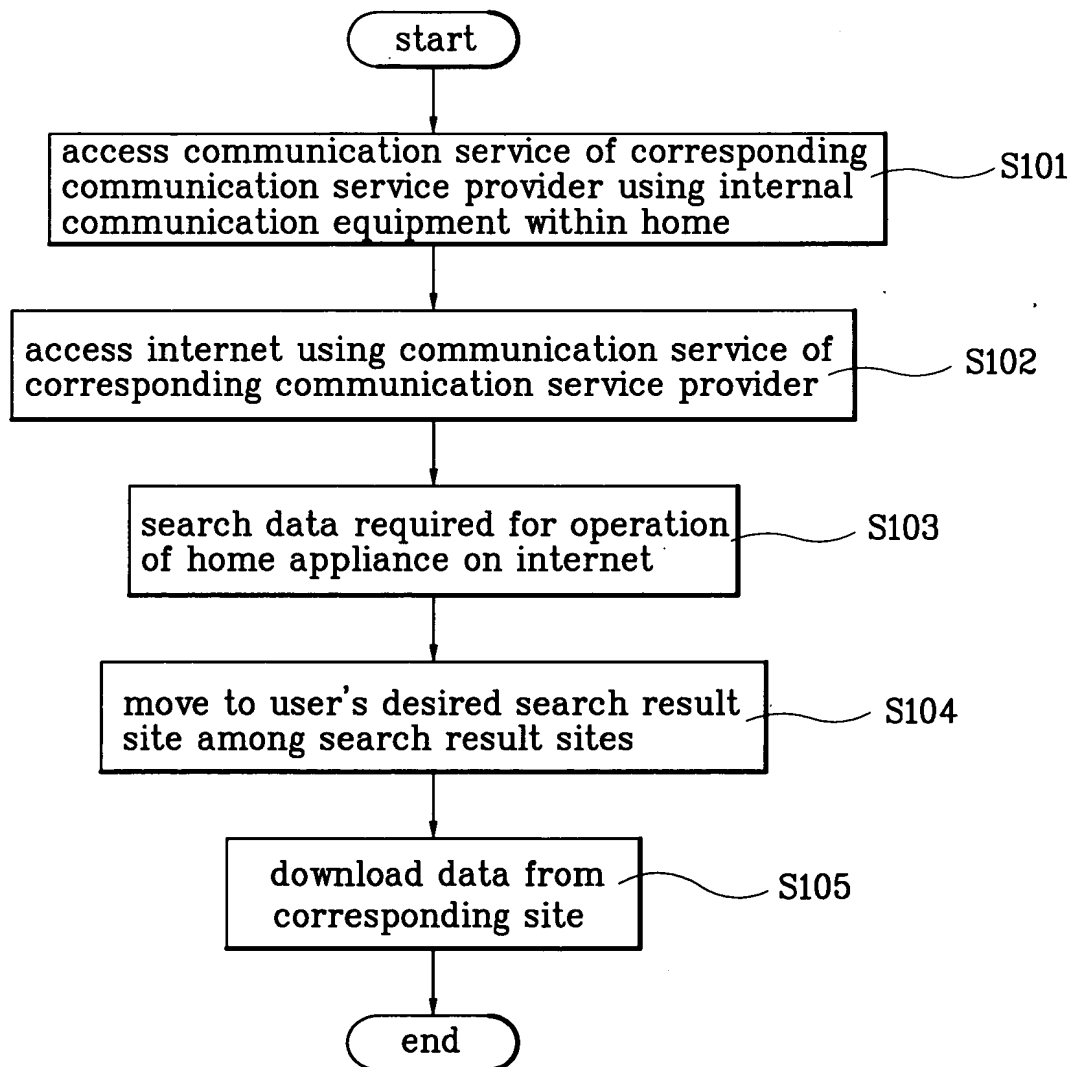 start
access communication service of corresponding
communication service provider using internal
communication equipment within home
S101
access internet using communication service of
corresponding communication service provider
S102
search data required for operation
of home appliance on internet
S103
move to user's desired search result
site among search result sites
S104
download data from
corresponding site
S105
end